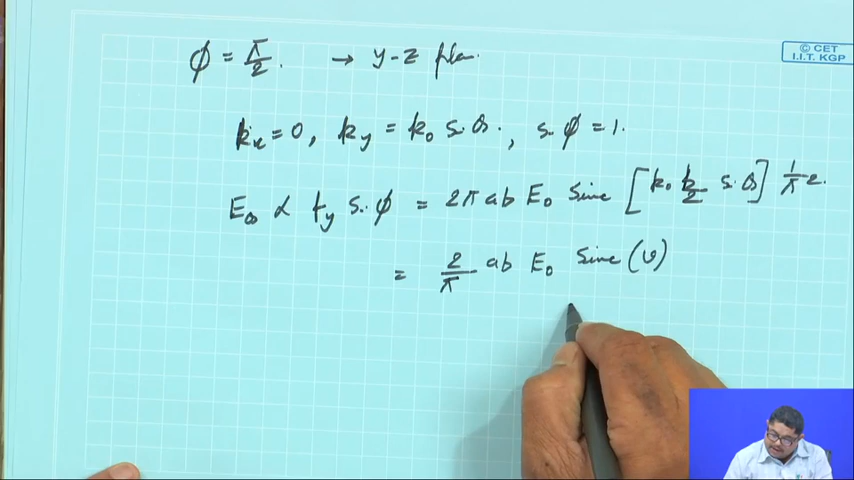 © CET
I.I.T. KGP
ϕ = π/2 . → y-z plan.
kx = 0, ky = k0 s θ. , s ϕ = 1.
Eθ ∝ fy s. ϕ = 2π ab E0 Sinc [k0 b/2 s. θ] 1/π2.
= 2/π ab E0 Sinc (v)